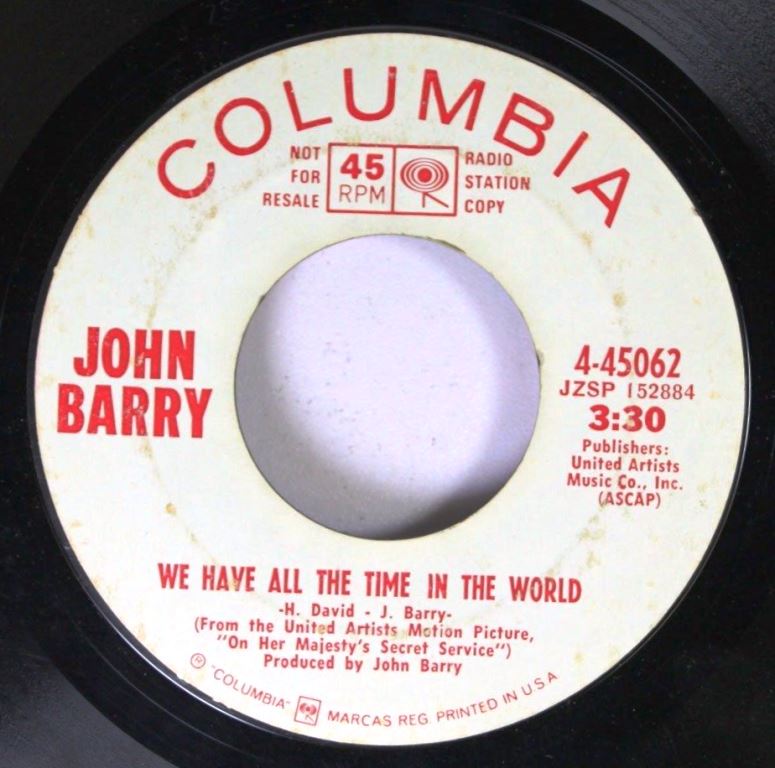 COLUMBIA
NOT
FOR
RESALE
45
RPM
RADIO
STATION
COPY
JOHN
BARRY
4-45062
JZSP 152884
3:30
Publishers:
United Artists
Music Co., Inc.
(ASCAP)
WE HAVE ALL THE TIME IN THE WORLD
-H. David - J. Barry-
(From the United Artists Motion Picture,
"On Her Majesty's Secret Service")
Produced by John Barry
℗ "COLUMBIA" MARCAS REG. PRINTED IN U.S.A